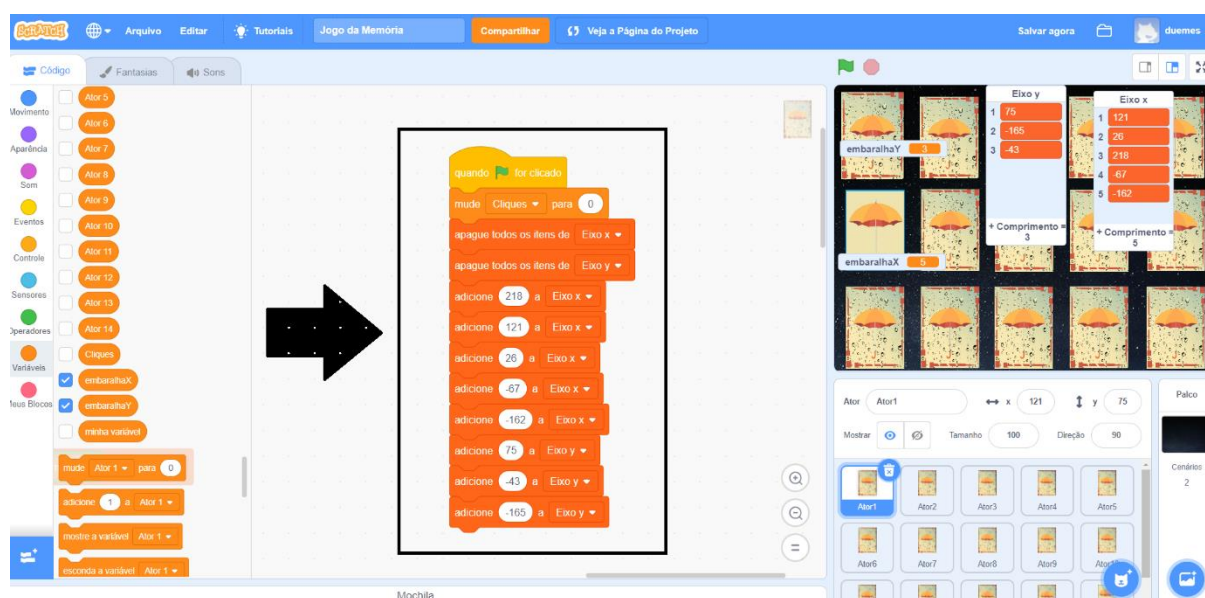 SCRATCH
Arquivo
Editar
Tutoriais
Jogo da Memória
Compartilhar
Veja a Página do Projeto
Salvar agora
duemes
Código
Fantasias
Sons
Movimento
Aparência
Som
Eventos
Controle
Sensores
Operadores
Variáveis
Meus Blocos
Ator 5
Ator 6
Ator 7
Ator 8
Ator 9
Ator 10
Ator 11
Ator 12
Ator 13
Ator 14
Cliques
embaralhaX
embaralhaY
minha variável
mude Ator 1 para 0
adicione 1 a Ator 1
mostre a variável Ator 1
esconda a variável Ator 1
quando for clicado
mude Cliques para 0
apague todos os itens de Eixo x
apague todos os itens de Eixo y
adicione 218 a Eixo x
adicione 121 a Eixo x
adicione 26 a Eixo x
adicione -67 a Eixo x
adicione -162 a Eixo x
adicione 75 a Eixo y
adicione -43 a Eixo y
adicione -165 a Eixo y
Mochila
embaralhaY 3
embaralhaX 5
Eixo y
1 75
2 -165
3 -43
+ Comprimento =
3
Eixo x
1 121
2 26
3 218
4 -67
5 -162
+ Comprimento =
5
Ator Ator1 x 121 y 75
Mostrar Tamanho 100 Direção 90
Ator1 Ator2 Ator3 Ator4 Ator5
Ator6 Ator7 Ator8 Ator9
Palco
Cenários
2